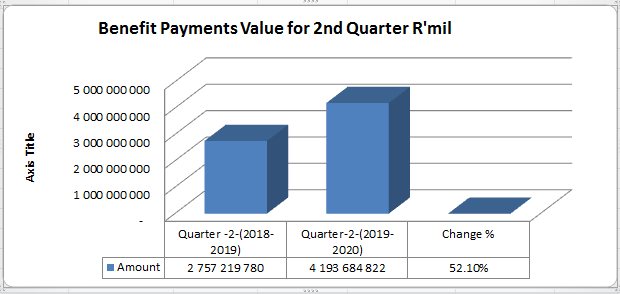 Benefit Payments Value for 2nd Quarter R'mil
Axis Title
5 000 000 000
4 000 000 000
3 000 000 000
2 000 000 000
1 000 000 000
-
Quarter -2-(2018-
2019)
Quarter-2-(2019-
2020)
Change %
Amount
2 757 219 780
4 193 684 822
52.10%